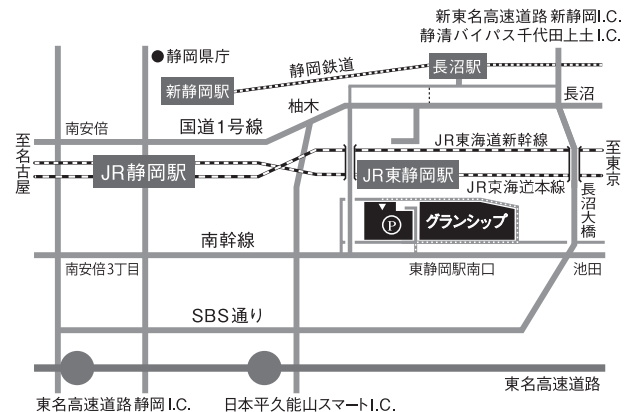 新東名高速道路 新静岡I.C.
静清バイパス千代田上土I.C.
●静岡県庁
静岡鉄道
長沼駅
新静岡駅
柚木
長沼
南安倍
国道1号線
JR東海道新幹線
至名古屋
至東京
JR静岡駅
JR東静岡駅
JR東海道本線
長沼大橋
P
グランシップ
南幹線
南安倍3丁目
東静岡駅南口
池田
SBS通り
東名高速道路
東名高速道路 静岡I.C.
日本平久能山スマートI.C.